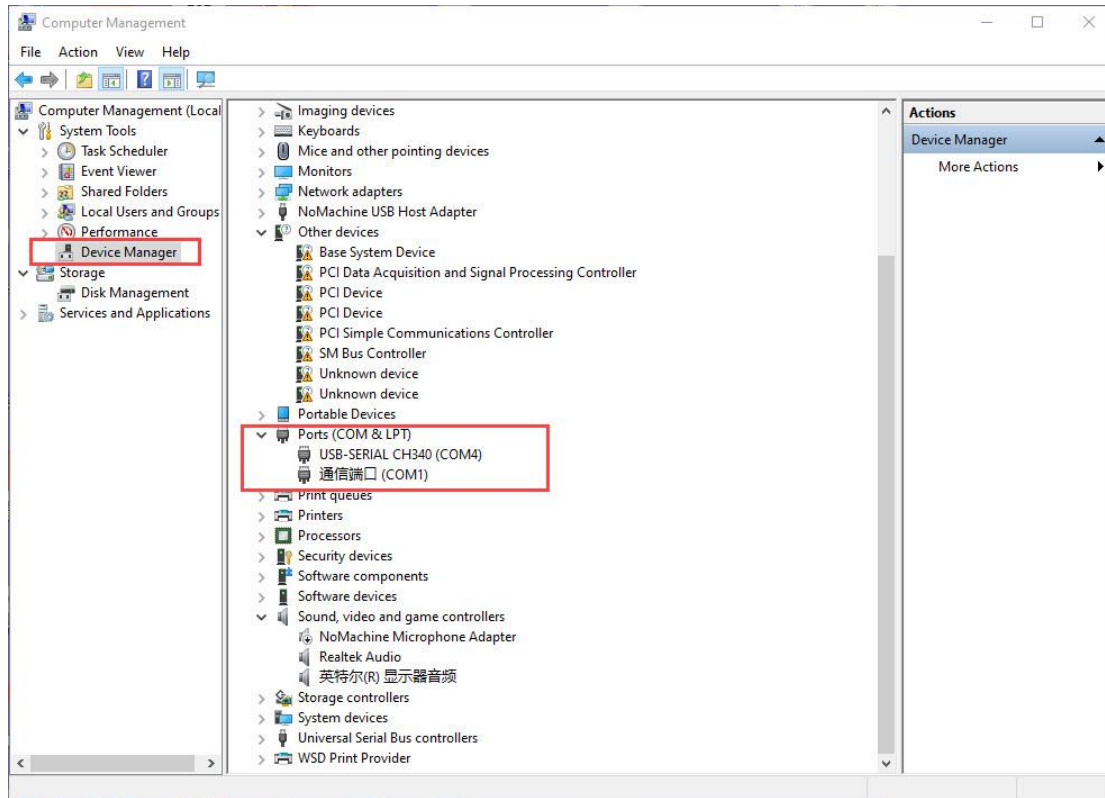 Computer Management
File Action View Help
Computer Management (Local
System Tools
Task Scheduler
Event Viewer
Shared Folders
Local Users and Groups
Performance
Device Manager
Storage
Disk Management
Services and Applications
Imaging devices
Keyboards
Mice and other pointing devices
Monitors
Network adapters
NoMachine USB Host Adapter
Other devices
Base System Device
PCI Data Acquisition and Signal Processing Controller
PCI Device
PCI Device
PCI Simple Communications Controller
SM Bus Controller
Unknown device
Unknown device
Portable Devices
Ports (COM & LPT)
USB-SERIAL CH340 (COM4)
通信端口 (COM1)
Print queues
Printers
Processors
Security devices
Software components
Software devices
Sound, video and game controllers
NoMachine Microphone Adapter
Realtek Audio
英特尔(R) 显示器音频
Storage controllers
System devices
Universal Serial Bus controllers
WSD Print Provider
Actions
Device Manager
More Actions